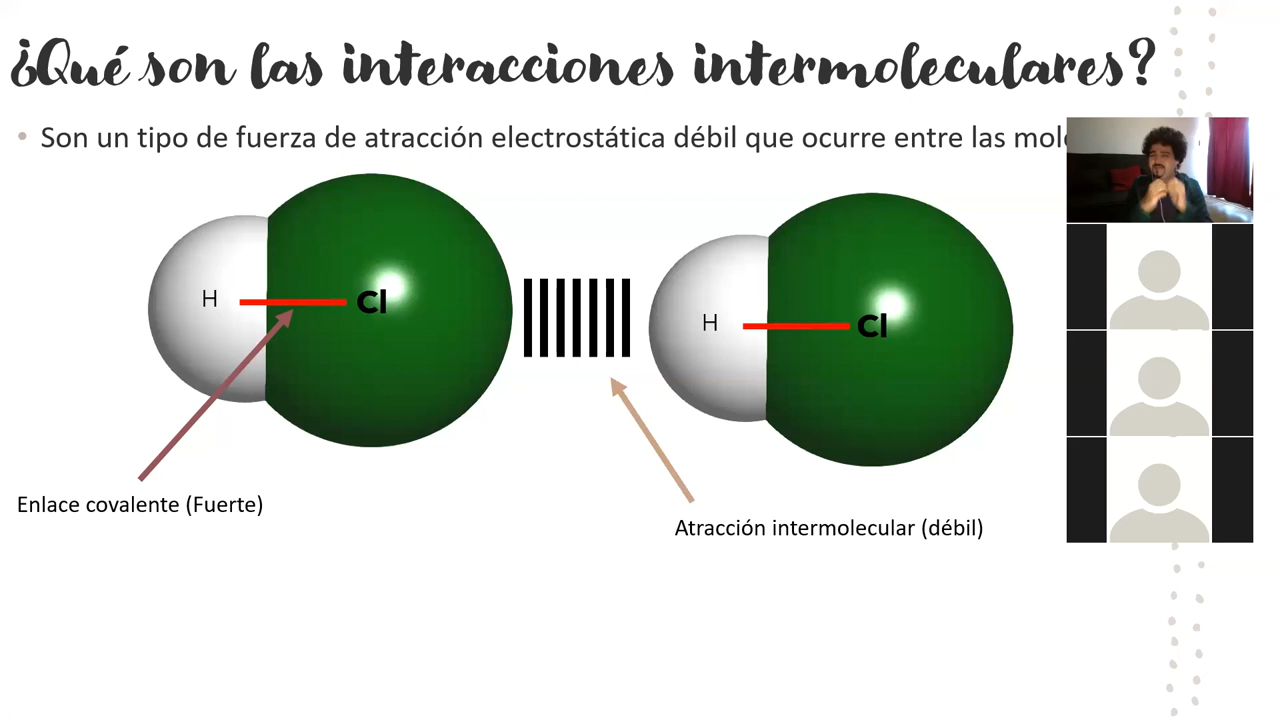 ¿Qué son las interacciones intermoleculares?
• Son un tipo de fuerza de atracción electrostática débil que ocurre entre las
H Cl
H Cl
Enlace covalente (Fuerte)
Atracción intermolecular (débil)